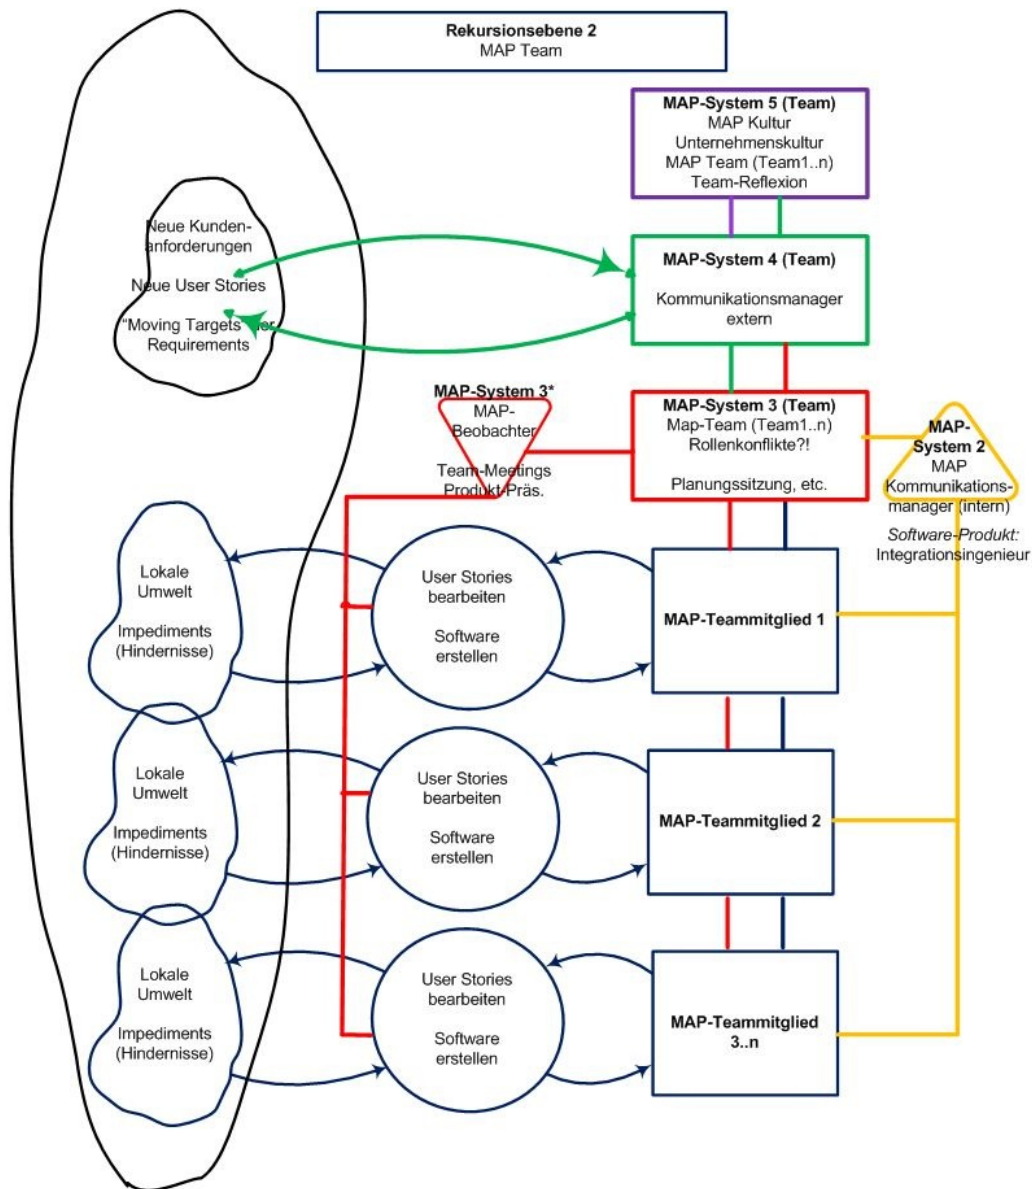 Rekursionsebene 2
MAP Team
MAP-System 5 (Team)
MAP Kultur
Unternehmenskultur
MAP Team (Team1..n)
Team-Reflexion
Neue Kunden-
anforderungen
Neue User Stories
"Moving Targets"
Requirements
MAP-System 4 (Team)
Kommunikationsmanager
extern
MAP-System 3*
MAP-
Beobachter
Team-Meetings
Produkt-Präs.
MAP-System 3 (Team)
Map-Team (Team1..n)
Rollenkonflikte?!
Planungssitzung, etc.
MAP-
System 2
MAP
Kommunikations-
manager (intern)
Software-Produkt:
Integrationsingenieur
Lokale
Umwelt
Impediments
(Hindernisse)
User Stories
bearbeiten
Software
erstellen
MAP-Teammitglied 1
Lokale
Umwelt
Impediments
(Hindernisse)
User Stories
bearbeiten
Software
erstellen
MAP-Teammitglied 2
Lokale
Umwelt
Impediments
(Hindernisse)
User Stories
bearbeiten
Software
erstellen
MAP-Teammitglied
3..n